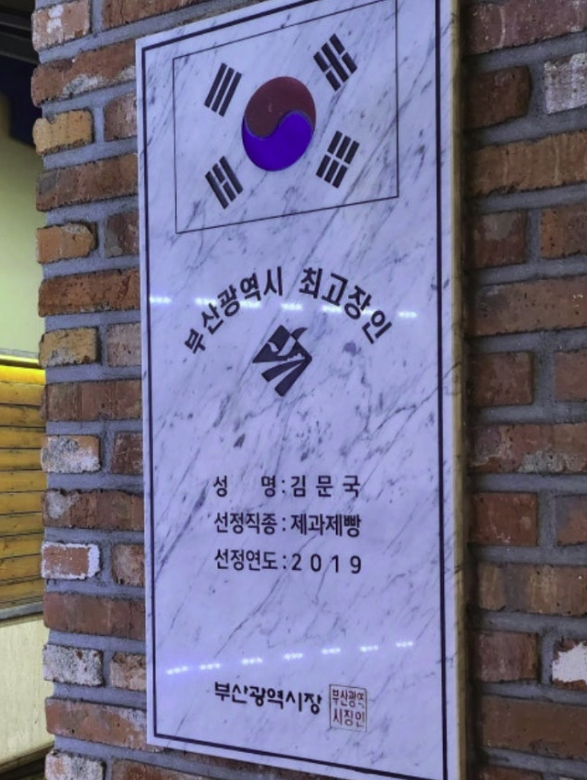 부산광역시 최고장인
성 명:김문국
선정직종:제과제빵
선정연도:2019
부산광역시장
부산광역
시장인